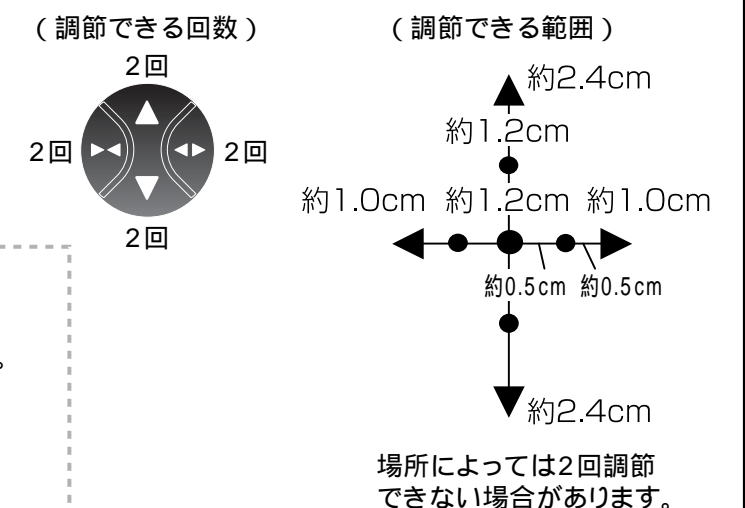 (調節できる回数)
2回
2回
2回
2回
(調節できる範囲)
約2.4cm
約1.2cm
約1.0cm 約1.2cm 約1.0cm
約0.5cm 約0.5cm
約2.4cm
場所によっては2回調節
できない場合があります。
。